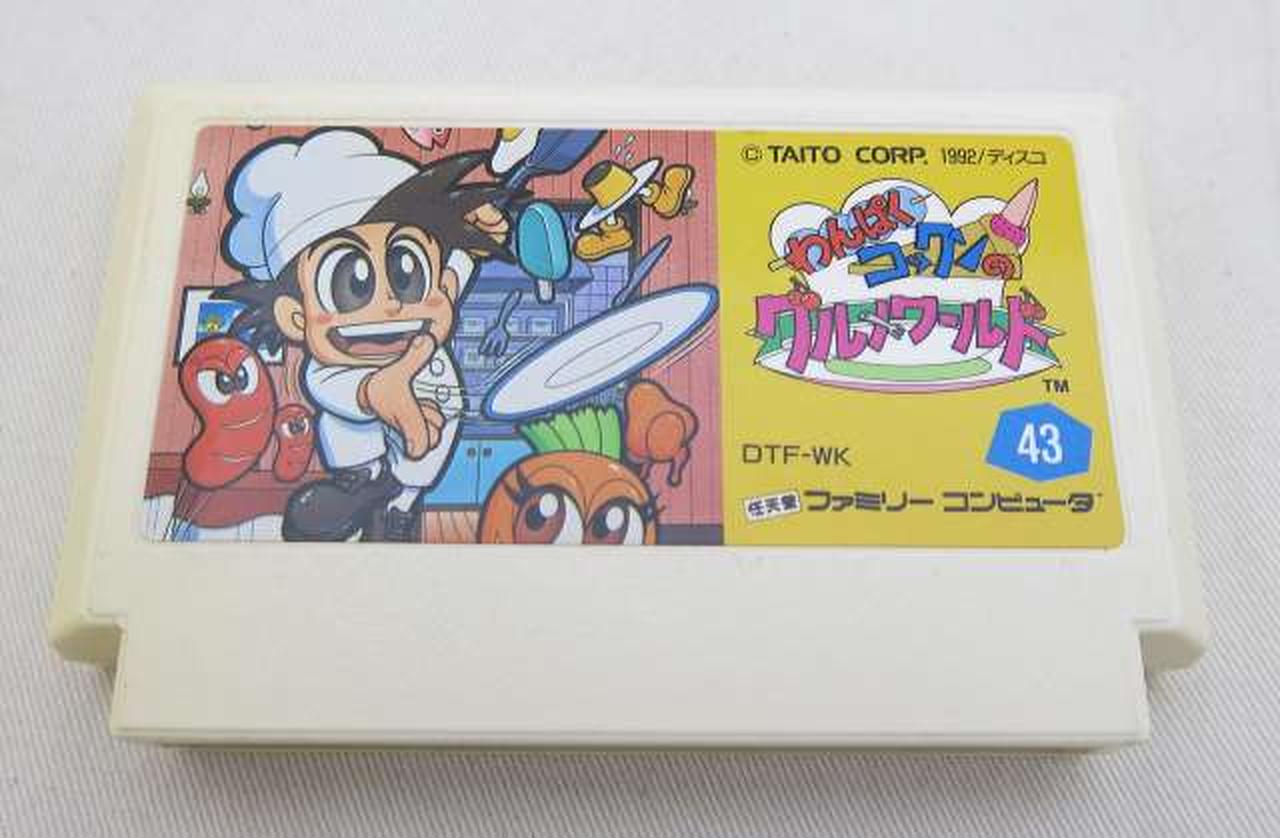 © TAITO CORP. 1992/ディスコ
わんぱく
コックンの
グルメワールド
TM
43
DTF-WK
任天堂 ファミリー コンピュータ